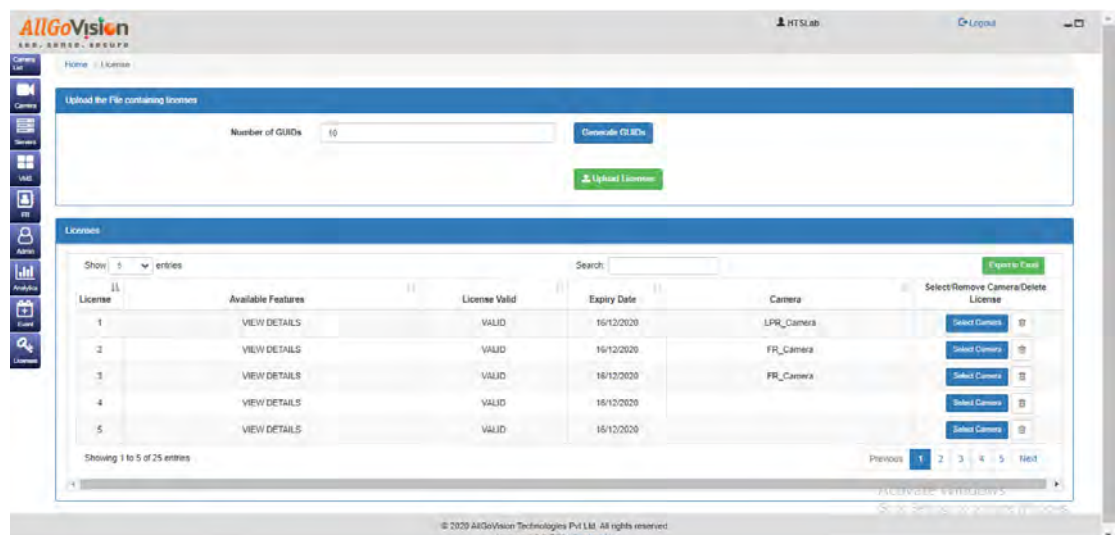 AllGoVision
see. sense. secure
HTSLab
Logout
Camera List
Home / License
Camera
Servers
VMS
FR
Admin
Analytics
Event
Licenses
Upload the File containing licenses
Number of GUIDs 10 Generate GUIDs
Upload Licenses
Licenses
Show 5 entries Search: Export to Excel
License Available Features License Valid Expiry Date Camera Select/Remove Camera/Delete License
1 VIEW DETAILS VALID 16/12/2020 LPR_Camera Select Camera
2 VIEW DETAILS VALID 16/12/2020 FR_Camera Select Camera
3 VIEW DETAILS VALID 16/12/2020 FR_Camera Select Camera
4 VIEW DETAILS VALID 16/12/2020 Select Camera
5 VIEW DETAILS VALID 16/12/2020 Select Camera
Showing 1 to 5 of 25 entries Previous 1 2 3 4 5 Next
Activate Windows
© 2020 AllGoVision Technologies Pvt Ltd. All rights reserved